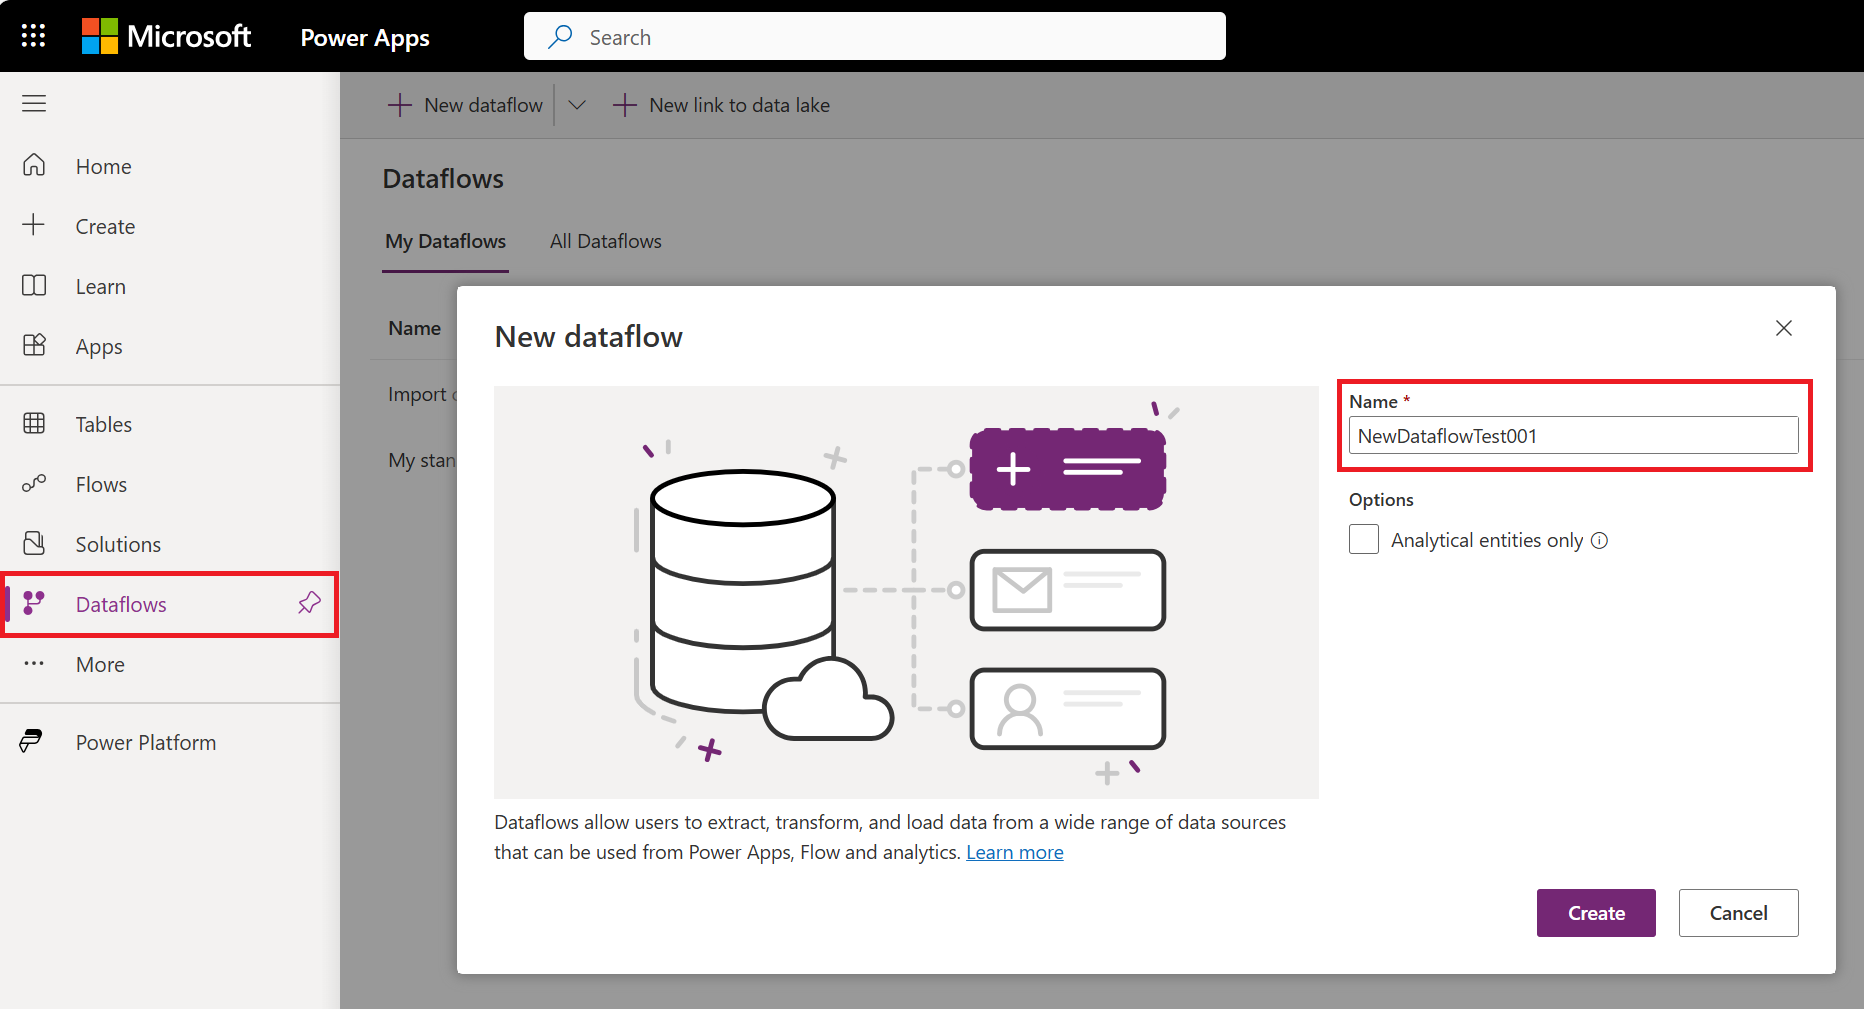 Microsoft Power Apps Search
New dataflow New link to data lake
Home
Create
Learn
Apps
Tables
Flows
Solutions
Dataflows
More
Power Platform
Dataflows
My Dataflows All Dataflows
Name
Import
My stan
New dataflow
Name *
NewDataflowTest001
Options
Analytical entities only
Dataflows allow users to extract, transform, and load data from a wide range of data sources
that can be used from Power Apps, Flow and analytics. Learn more
Create Cancel